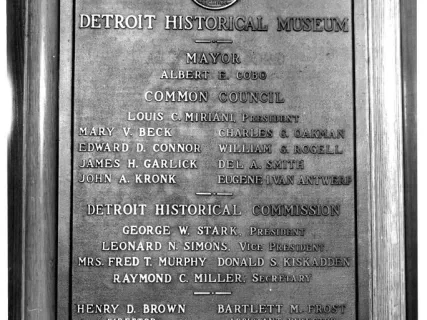 DETROIT HISTORICAL MUSEUM
MAYOR
ALBERT E. COBO
COMMON COUNCIL
LOUIS C. MIRIANI, PRESIDENT
MARY V. BECK CHARLES G. OAKMAN
EDWARD D. CONNOR WILLIAM G. ROGELL
JAMES H. GARLICK DEL A. SMITH
JOHN A. KRONK EUGENE I. VAN ANTWERP
DETROIT HISTORICAL COMMISSION
GEORGE W. STARK, PRESIDENT
LEONARD N. SIMONS, VICE PRESIDENT
MRS. FRED T. MURPHY DONALD S. KISKADDEN
RAYMOND C. MILLER, SECRETARY
HENRY D. BROWN BARTLETT M. FROST
DIRECTOR